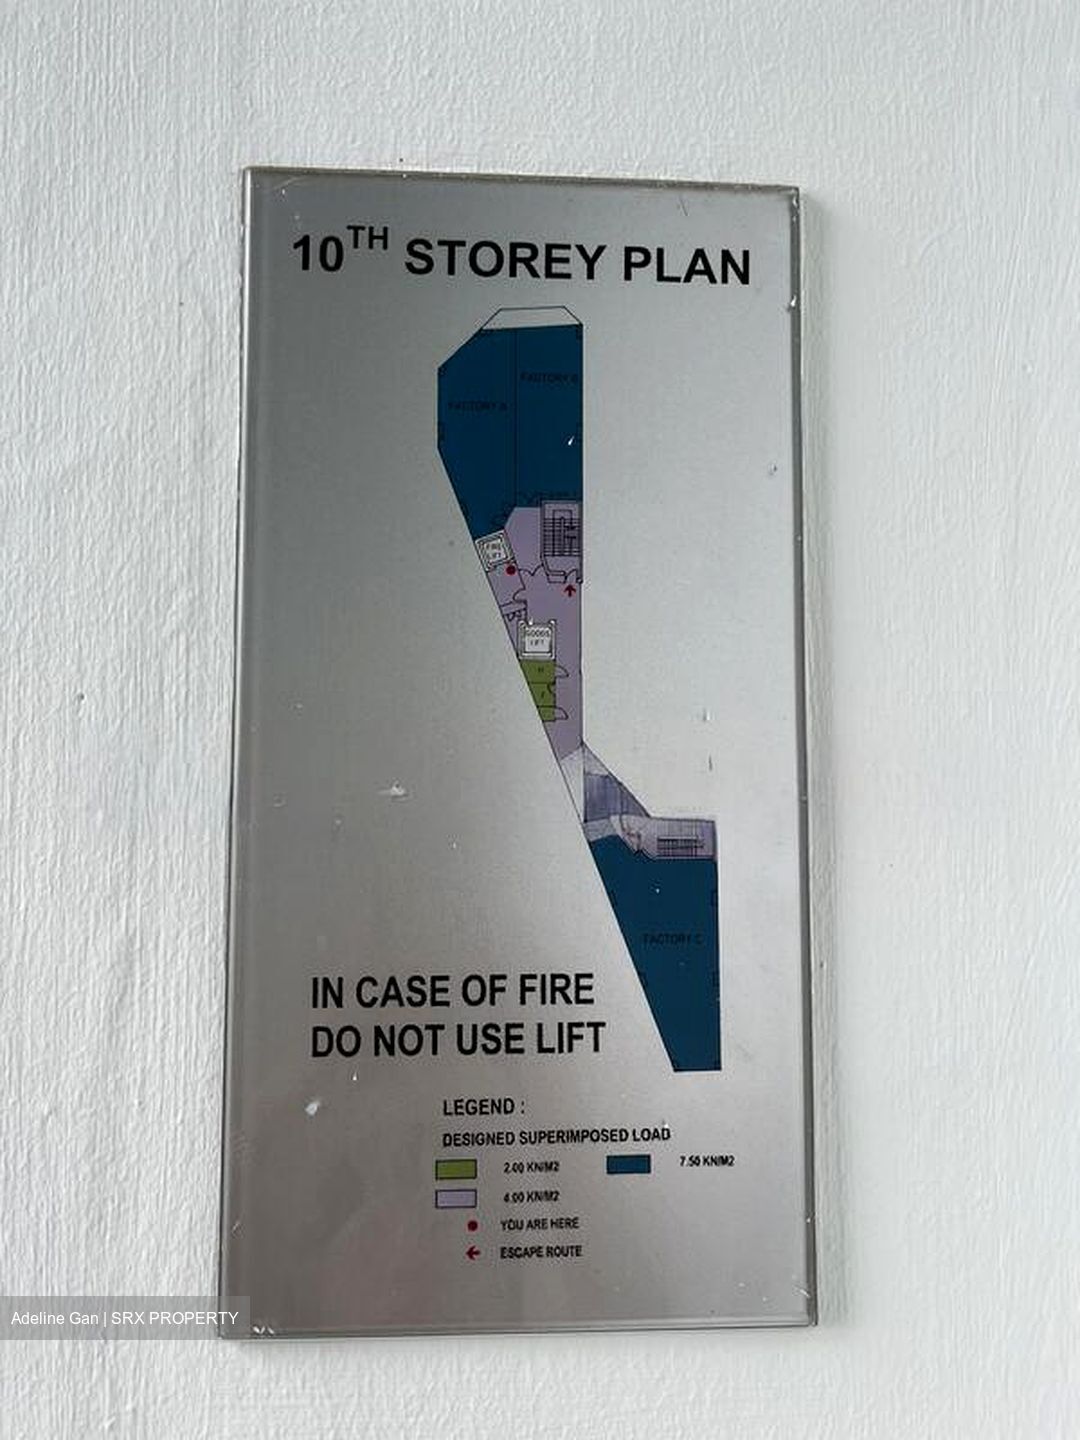 10TH STOREY PLAN
FACTORY B
FACTORY A
FIRE
LIFT
GOODS
LIFT
FACTORY C
IN CASE OF FIRE
DO NOT USE LIFT
LEGEND :
DESIGNED SUPERIMPOSED LOAD
2.00 KN/M2
7.50 KN/M2
4.00 KN/M2
YOU ARE HERE
ESCAPE ROUTE
Adeline Gan | SRX PROPERTY